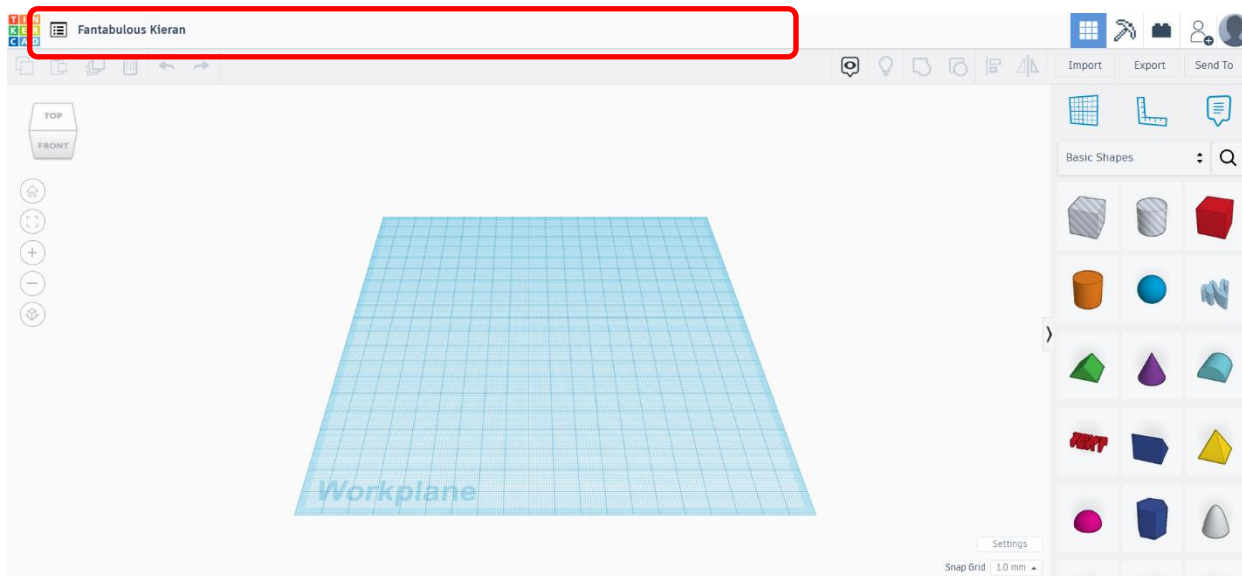 TIN
KER
CAD
Fantabulous Kieran
Import Export Send To
TOP
FRONT
Basic Shapes
TEXT
Workplane
Settings
Snap Grid 1.0 mm